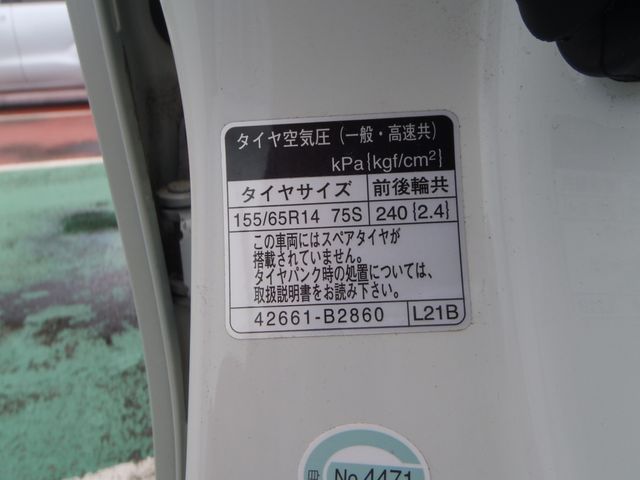 タイヤ空気圧（一般・高速共）
kPa{kgf/cm²}
タイヤサイズ 前後輪共
155/65R14 75S 240{2.4}
この車両にはスペアタイヤが
搭載されていません。
タイヤパンク時の処置については、
取扱説明書をお読み下さい。
42661-B2860 L21B
No.4471